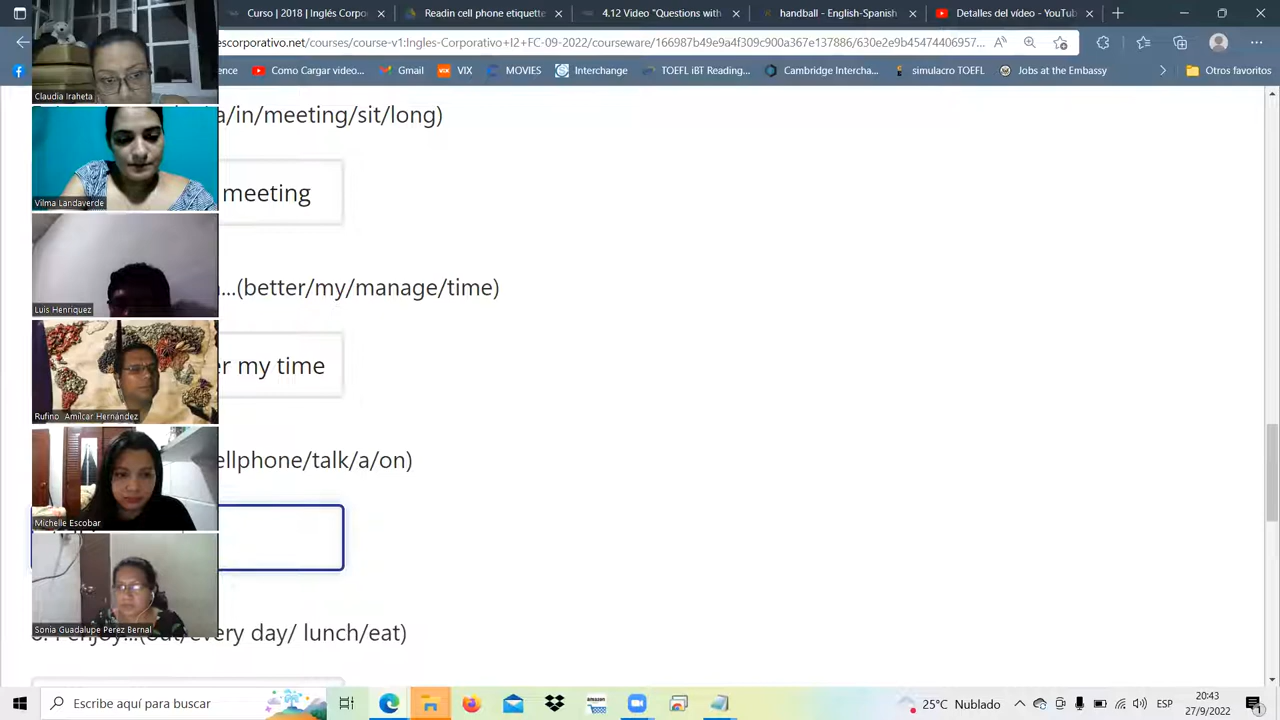 Curso | 2018 | Inglés Corpo
Readin cell phone etiquette
4.12 Video "Questions with
handball - English-Spanish
Detalles del vídeo - YouTub
escorporativo.net/courses/course-v1:Ingles-Corporativo+I2+FC-09-2022/courseware/166987b49e9a4f309c900a367e137886/630e2e9b45474406957...
ence
Como Cargar video...
Gmail
VIX
MOVIES
Interchange
TOEFL iBT Reading...
Cambridge Intercha...
simulacro TOEFL
Jobs at the Embassy
Otros favoritos
Claudia Iraheta
a/in/meeting/sit/long)
meeting
Vilma Landaverde
...(better/my/manage/time)
Luis Henriquez
er my time
Rufino Amílcar Hernández
ellphone/talk/a/on)
Michelle Escobar
Sonia Guadalupe Perez Bernal
enjoy...(out/every day/ lunch/eat)
Escribe aquí para buscar
25°C Nublado
ESP
20:43
27/9/2022